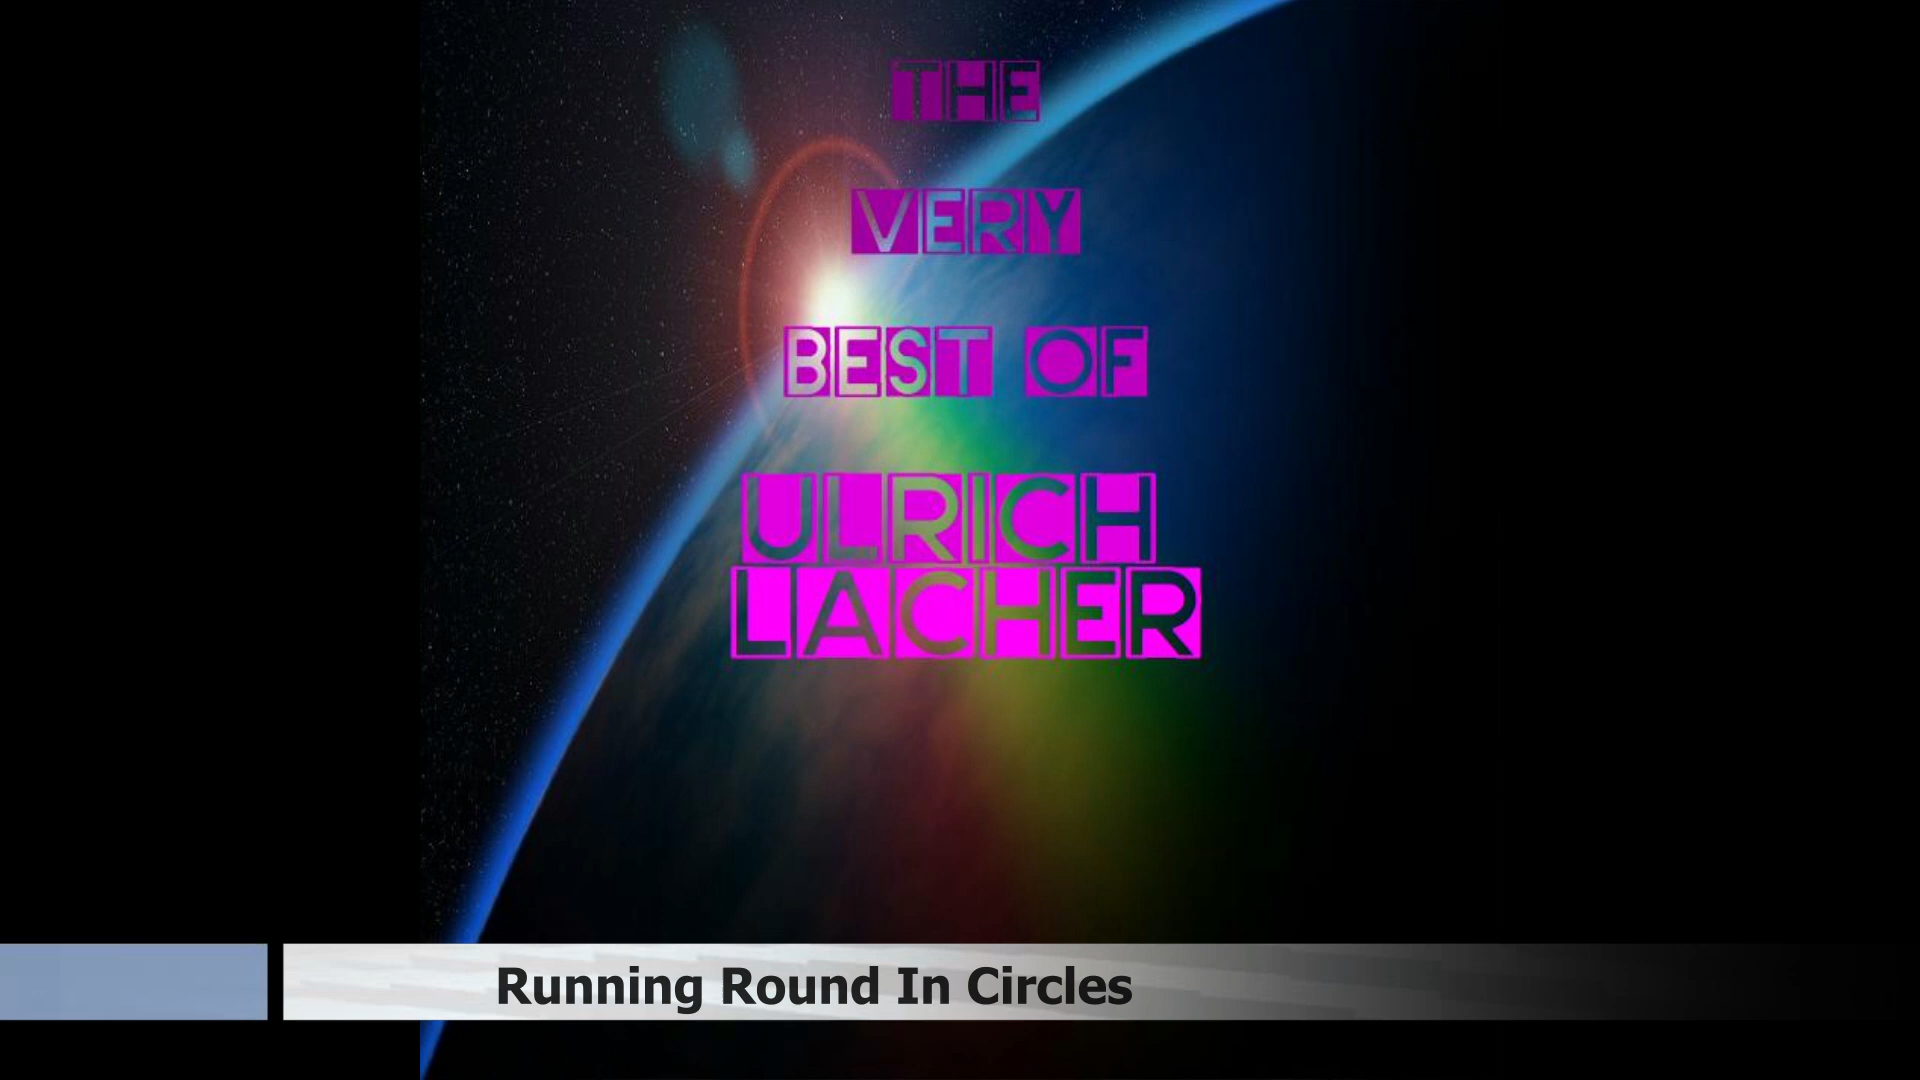 THE
VERY
BEST OF
ULRICH
LACHER
Running Round In Circles